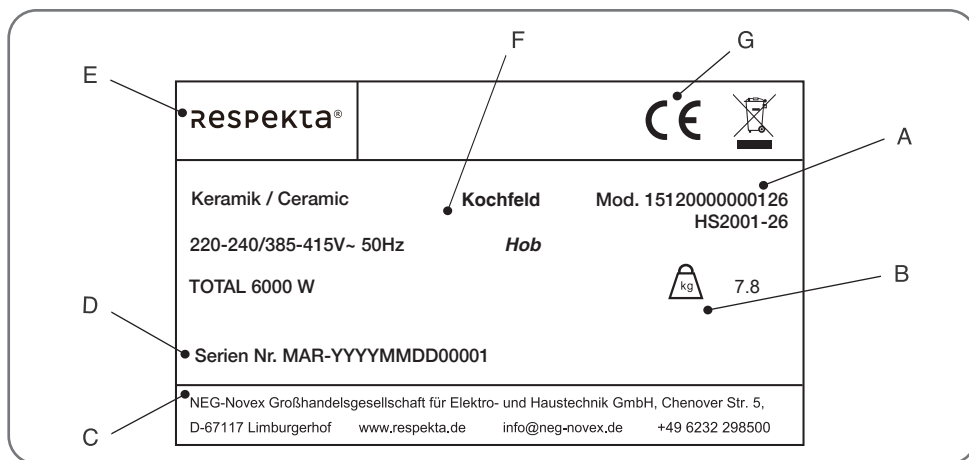 F
G
E
RESPEKTA®
CE
A
Keramik / Ceramic Kochfeld Mod. 15120000000126
HS2001-26
220-240/385-415V~ 50Hz Hob
TOTAL 6000 W kg 7.8
B
D
Serien Nr. MAR-YYYYMMDD00001
C
NEG-Novex Großhandelsgesellschaft für Elektro- und Haustechnik GmbH, Chenover Str. 5,
D-67117 Limburgerhof www.respekta.de info@neg-novex.de +49 6232 298500